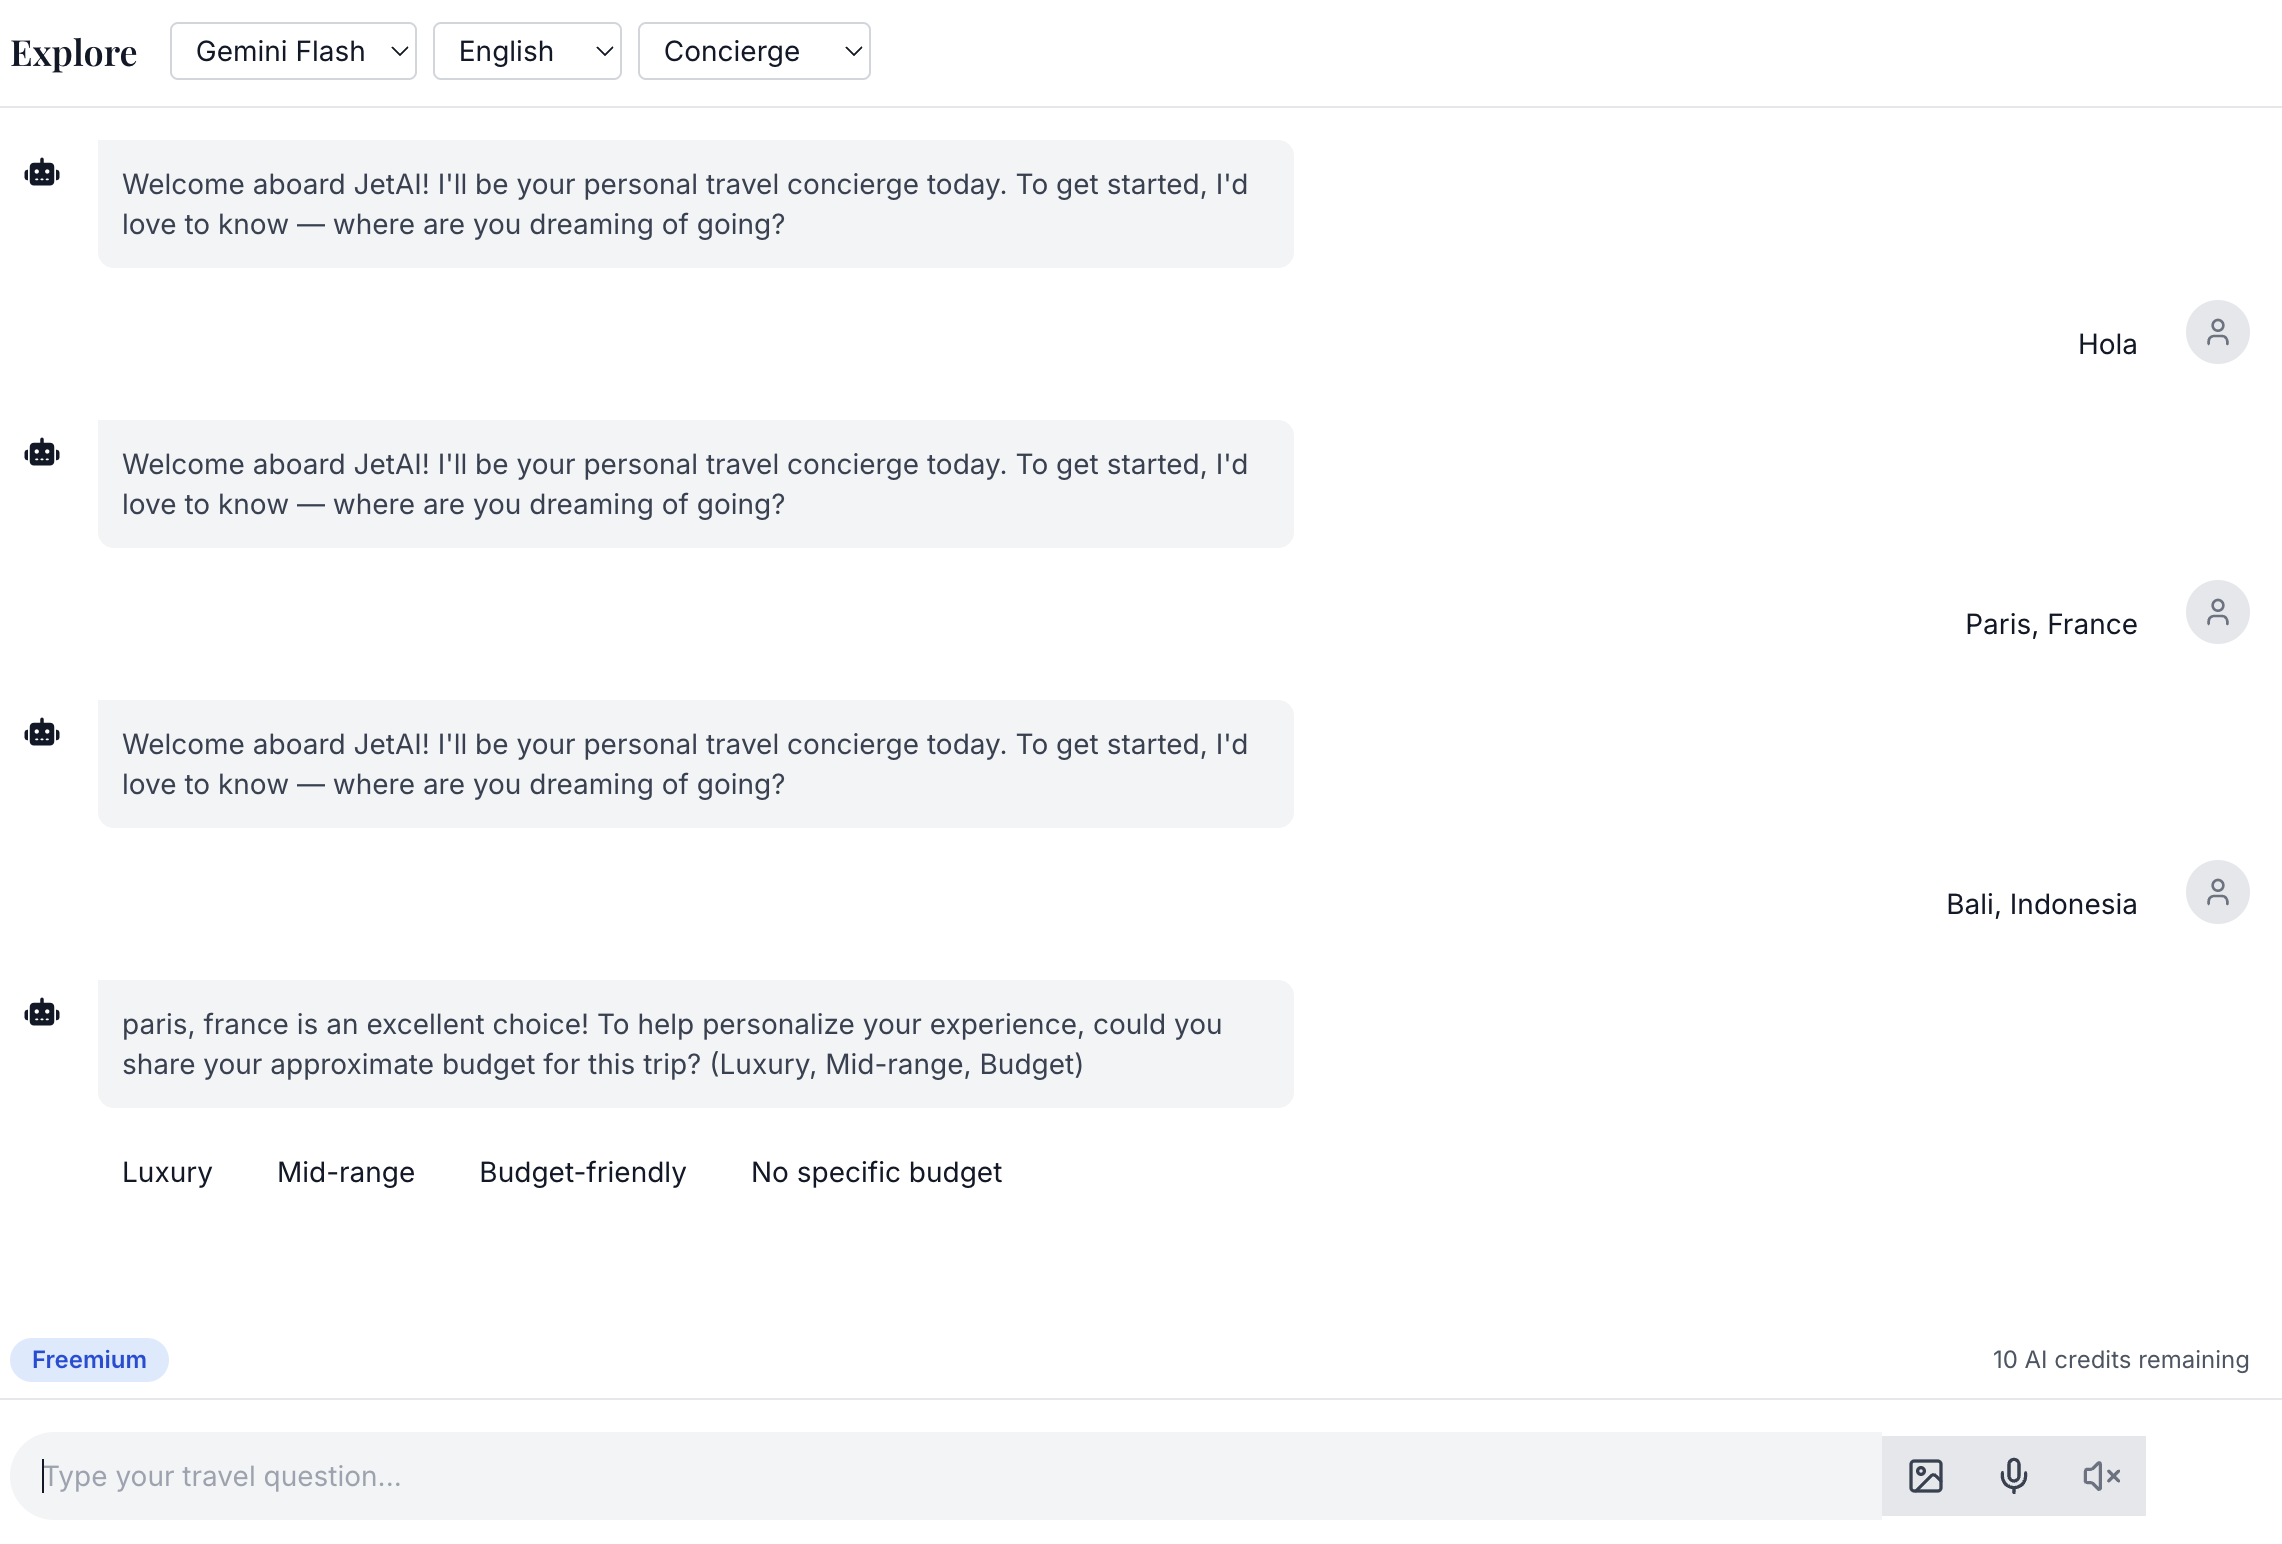 Explore Gemini Flash English Concierge
Welcome aboard JetAI! I'll be your personal travel concierge today. To get started, I'd
love to know — where are you dreaming of going?
Hola
Welcome aboard JetAI! I'll be your personal travel concierge today. To get started, I'd
love to know — where are you dreaming of going?
Paris, France
Welcome aboard JetAI! I'll be your personal travel concierge today. To get started, I'd
love to know — where are you dreaming of going?
Bali, Indonesia
paris, france is an excellent choice! To help personalize your experience, could you
share your approximate budget for this trip? (Luxury, Mid-range, Budget)
Luxury Mid-range Budget-friendly No specific budget
Freemium 10 AI credits remaining
Type your travel question...